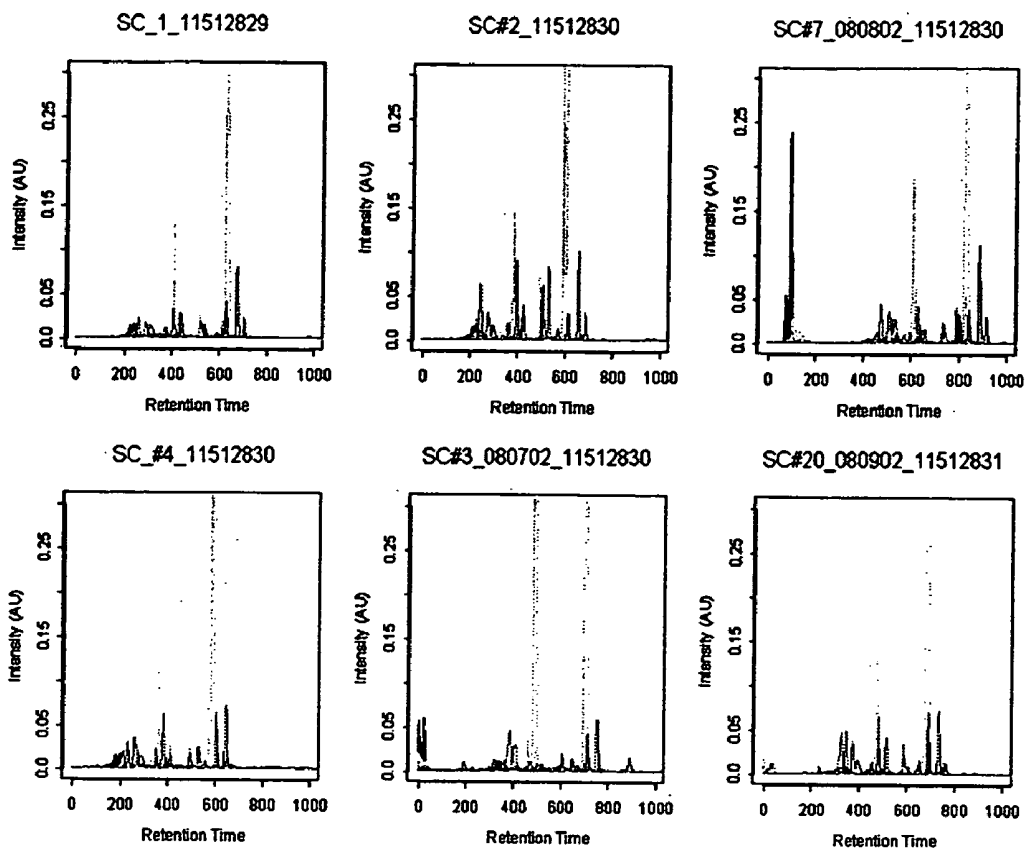 SC_1_11512829
SC#2_11512830
SC#7_080802_11512830
Intensity (AU)
0.0 0.05 0.15 0.25
0 200 400 600 800 1000
Retention Time
Intensity (AU)
0.0 0.05 0.15 0.25
0 200 400 600 800 1000
Retention Time
Intensity (AU)
0.0 0.05 0.15 0.25
0 200 400 600 800 1000
Retention Time
SC_#4_11512830
SC#3_080702_11512830
SC#20_080902_11512831
Intensity (AU)
0.0 0.05 0.15 0.25
0 200 400 600 800 1000
Retention Time
Intensity (AU)
0.0 0.05 0.15 0.25
0 200 400 600 800 1000
Retention Time
Intensity (AU)
0.0 0.05 0.15 0.25
0 200 400 600 800 1000
Retention Time